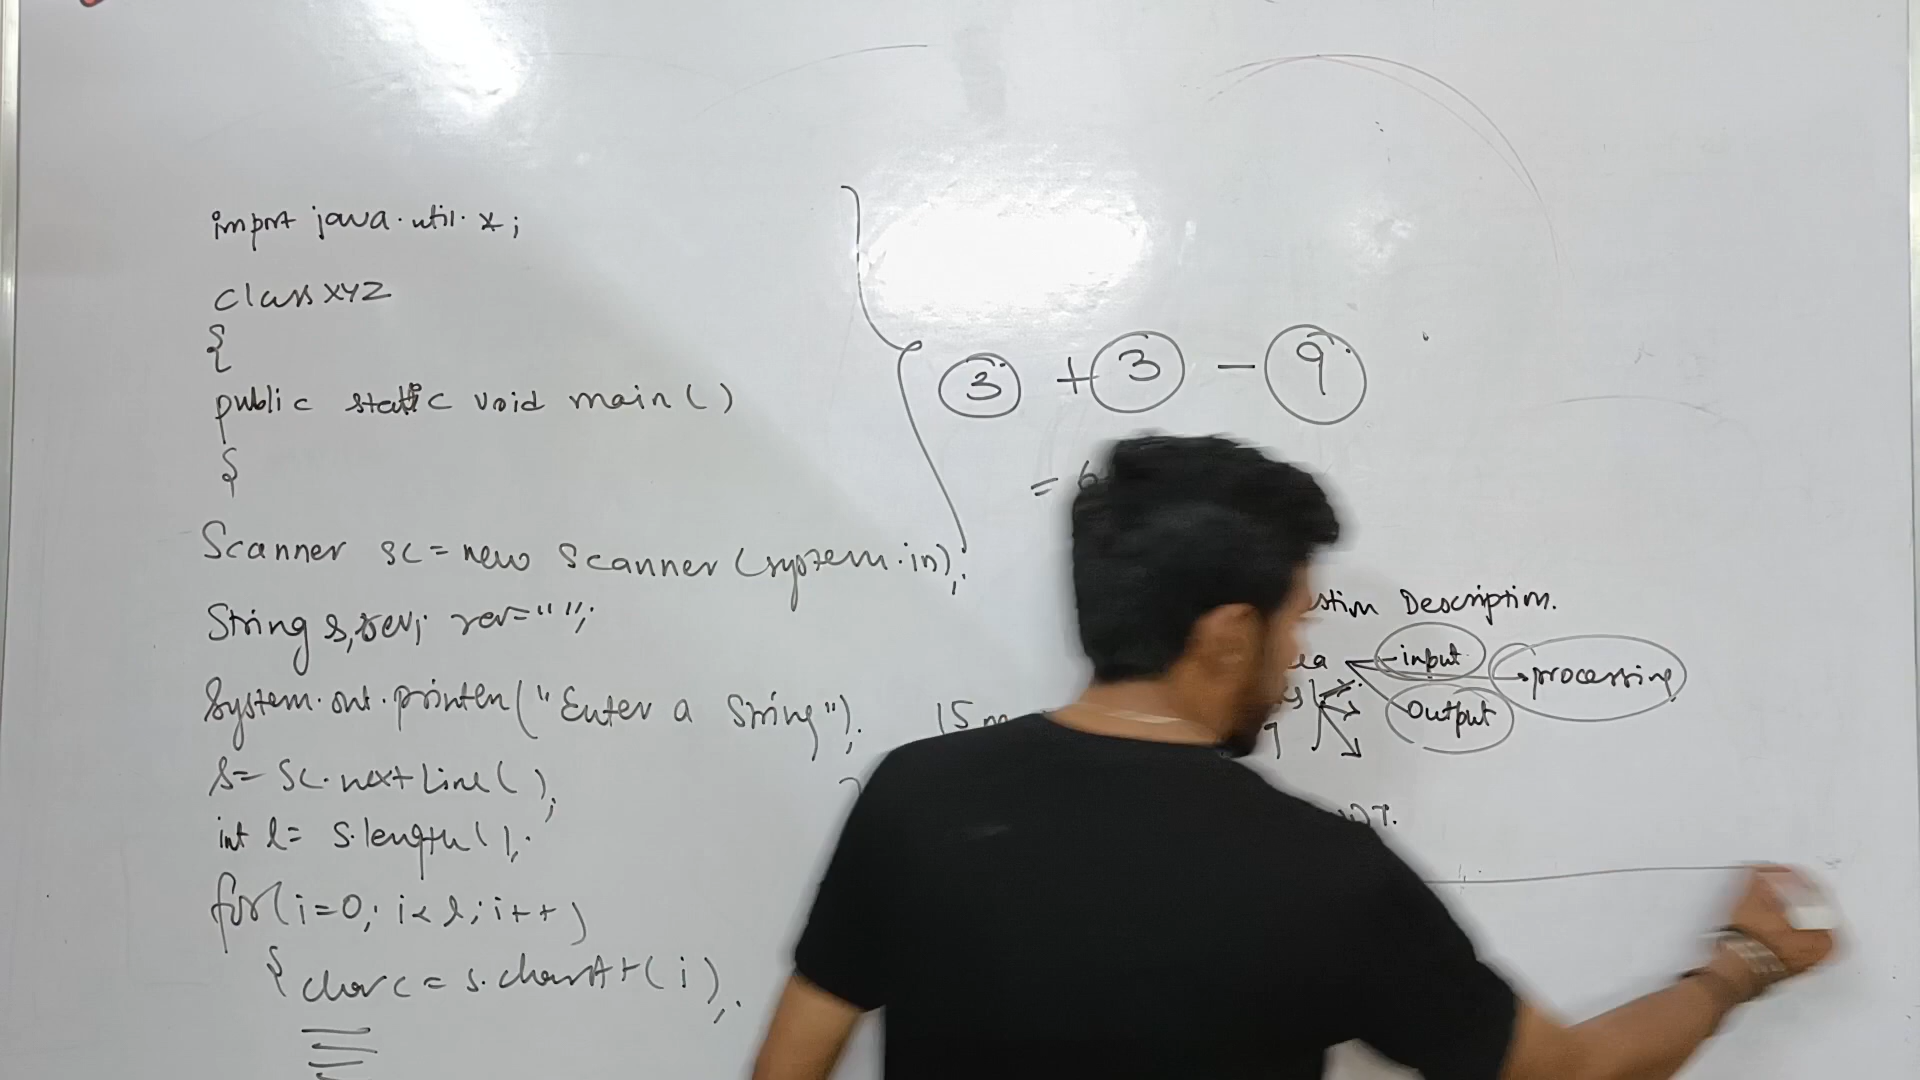 import java.util.*;
class XYZ
{
public static void main()
{
Scanner sc = new Scanner (system.in);
String s, rev; rev="";
System.out.println("Enter a String");
s = sc.nextLine();
int l = s.length();
for(i=0; i<l; i++)
{ char c = s.charAt(i);
3 + 3 - 9
= 6
Description.
input
processing
output
15 m